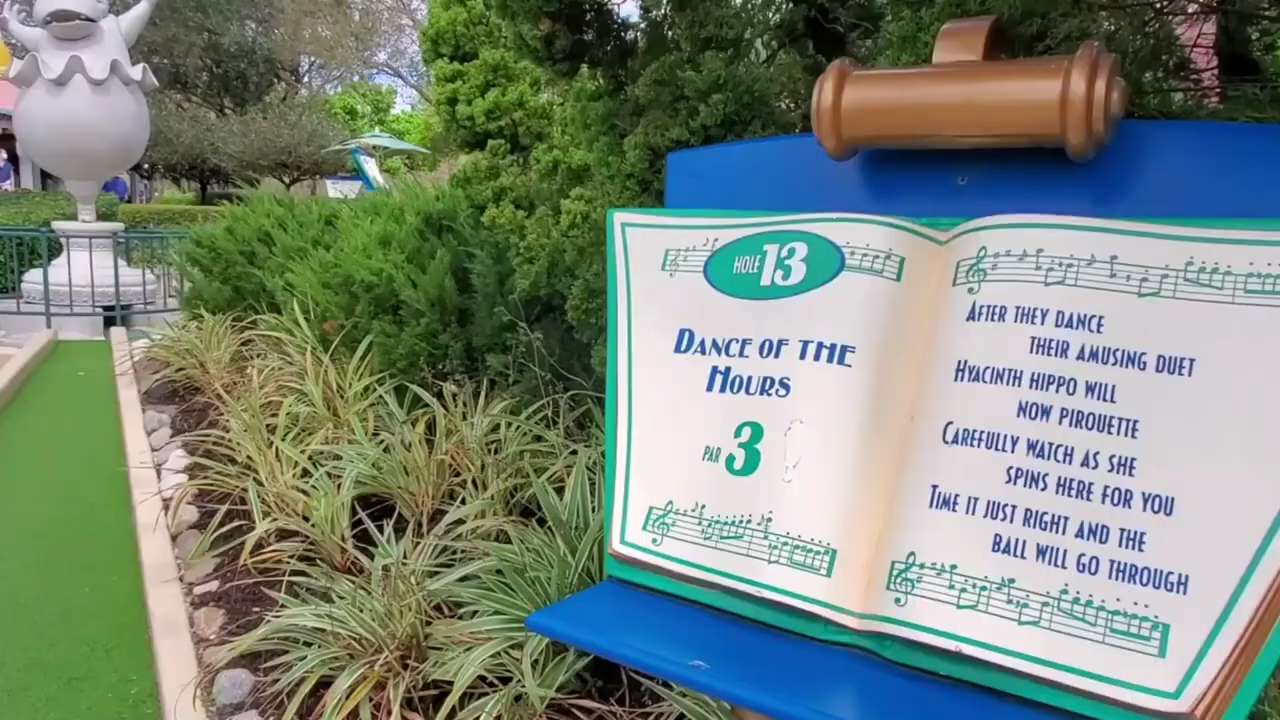 HOLE 13
DANCE OF THE
HOURS
PAR 3
AFTER THEY DANCE
THEIR AMUSING DUET
HYACINTH HIPPO WILL
NOW PIROUETTE
CAREFULLY WATCH AS SHE
SPINS HERE FOR YOU
TIME IT JUST RIGHT AND THE
BALL WILL GO THROUGH